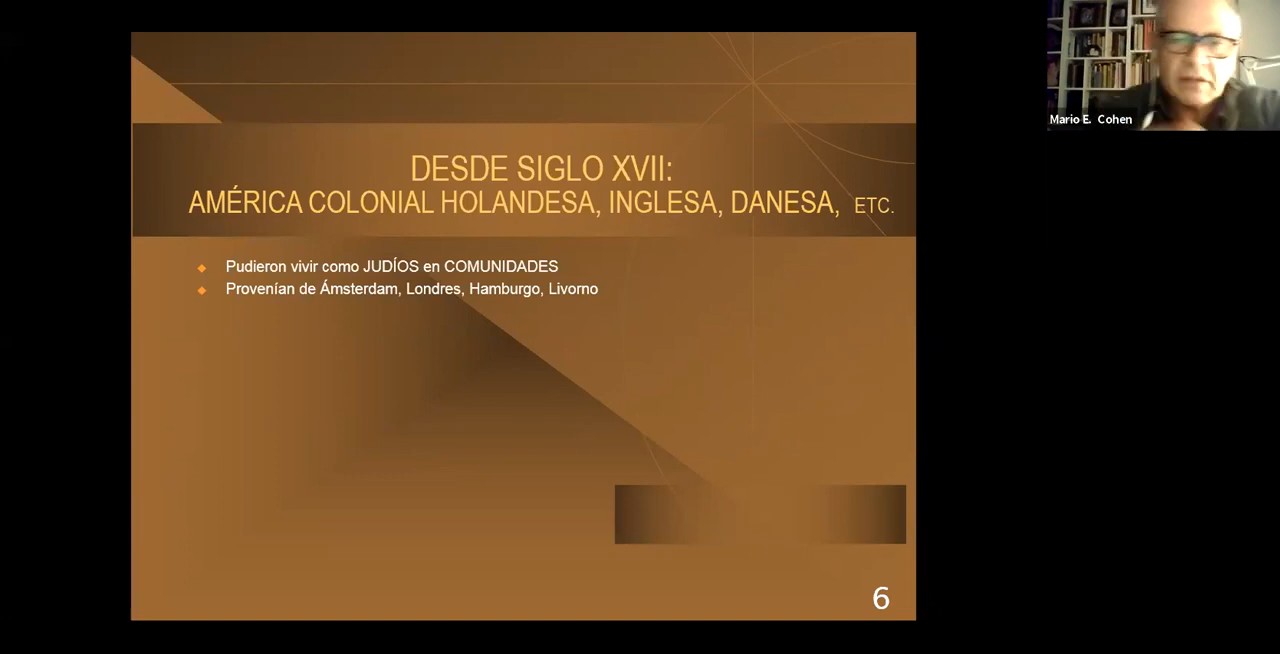 DESDE SIGLO XVII:
AMÉRICA COLONIAL HOLANDESA, INGLESA, DANESA, ETC.
Pudieron vivir como JUDÍOS en COMUNIDADES
Provenían de Ámsterdam, Londres, Hamburgo, Livorno
6
Mario E. Cohen